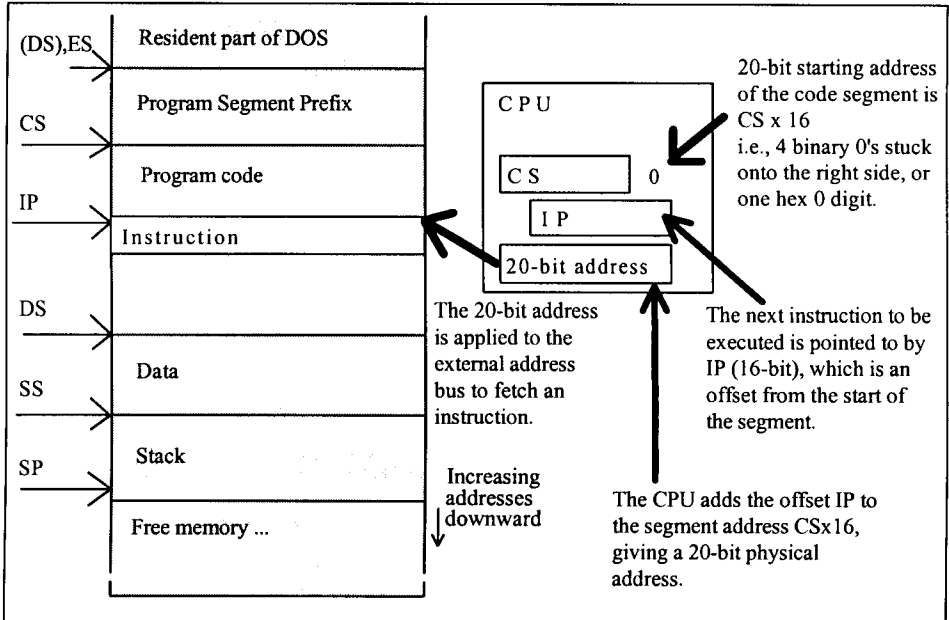 (DS),ES
Resident part of DOS
Program Segment Prefix
CS
Program code
IP
Instruction
DS
Data
SS
Stack
SP
Free memory ...
Increasing
addresses
downward
CPU
CS
0
IP
20-bit address
20-bit starting address
of the code segment is
CS x 16
i.e., 4 binary 0's stuck
onto the right side, or
one hex 0 digit.
The 20-bit address
is applied to the
external address
bus to fetch an
instruction.
The next instruction to be
executed is pointed to by
IP (16-bit), which is an
offset from the start of
the segment.
The CPU adds the offset IP to
the segment address CSx16,
giving a 20-bit physical
address.